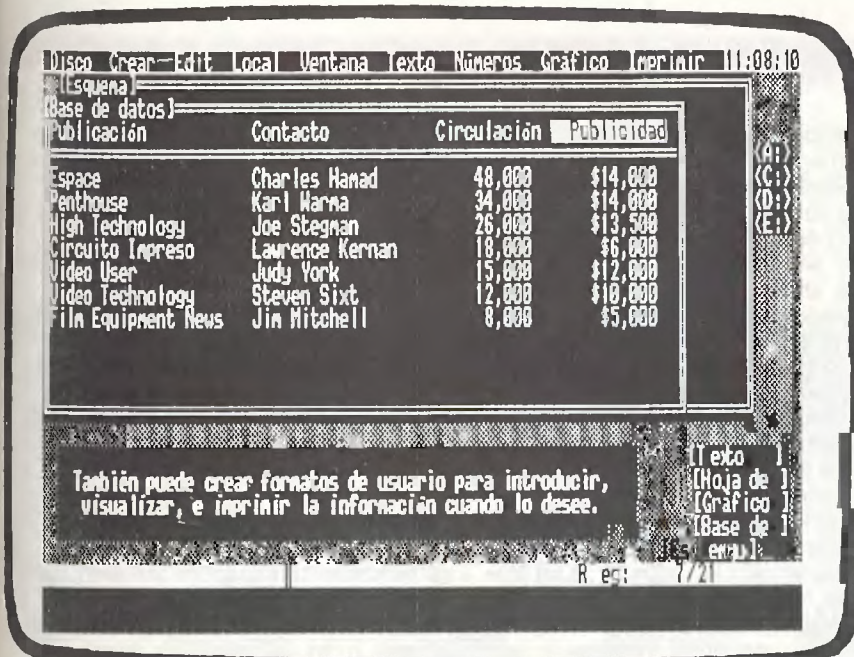 Disco Crear Edit Local Ventana Texto Números Gráfico Imprimir 11:08:10
[Esquema]
[Base de datos]
Publicación Contacto Circulación Publicidad
Espace Charles Hamad 48,000 $14,000
Penthouse Karl Warma 34,000 $14,000
High Technology Joe Stegman 26,000 $13,500
Circuito Impreso Lawrence Kernan 18,000 $6,000
Video User Judy York 15,000 $12,000
Video Technology Steven Sixt 12,000 $10,000
Film Equipment News Jim Mitchell 8,000 $5,000
<A:>
<C:>
<D:>
<E:>
También puede crear formatos de usuario para introducir,
visualizar, e imprimir la información cuando lo desee.
[Texto ]
[Hoja de ]
[Gráfico ]
[Base de ]
Reg: 7/21